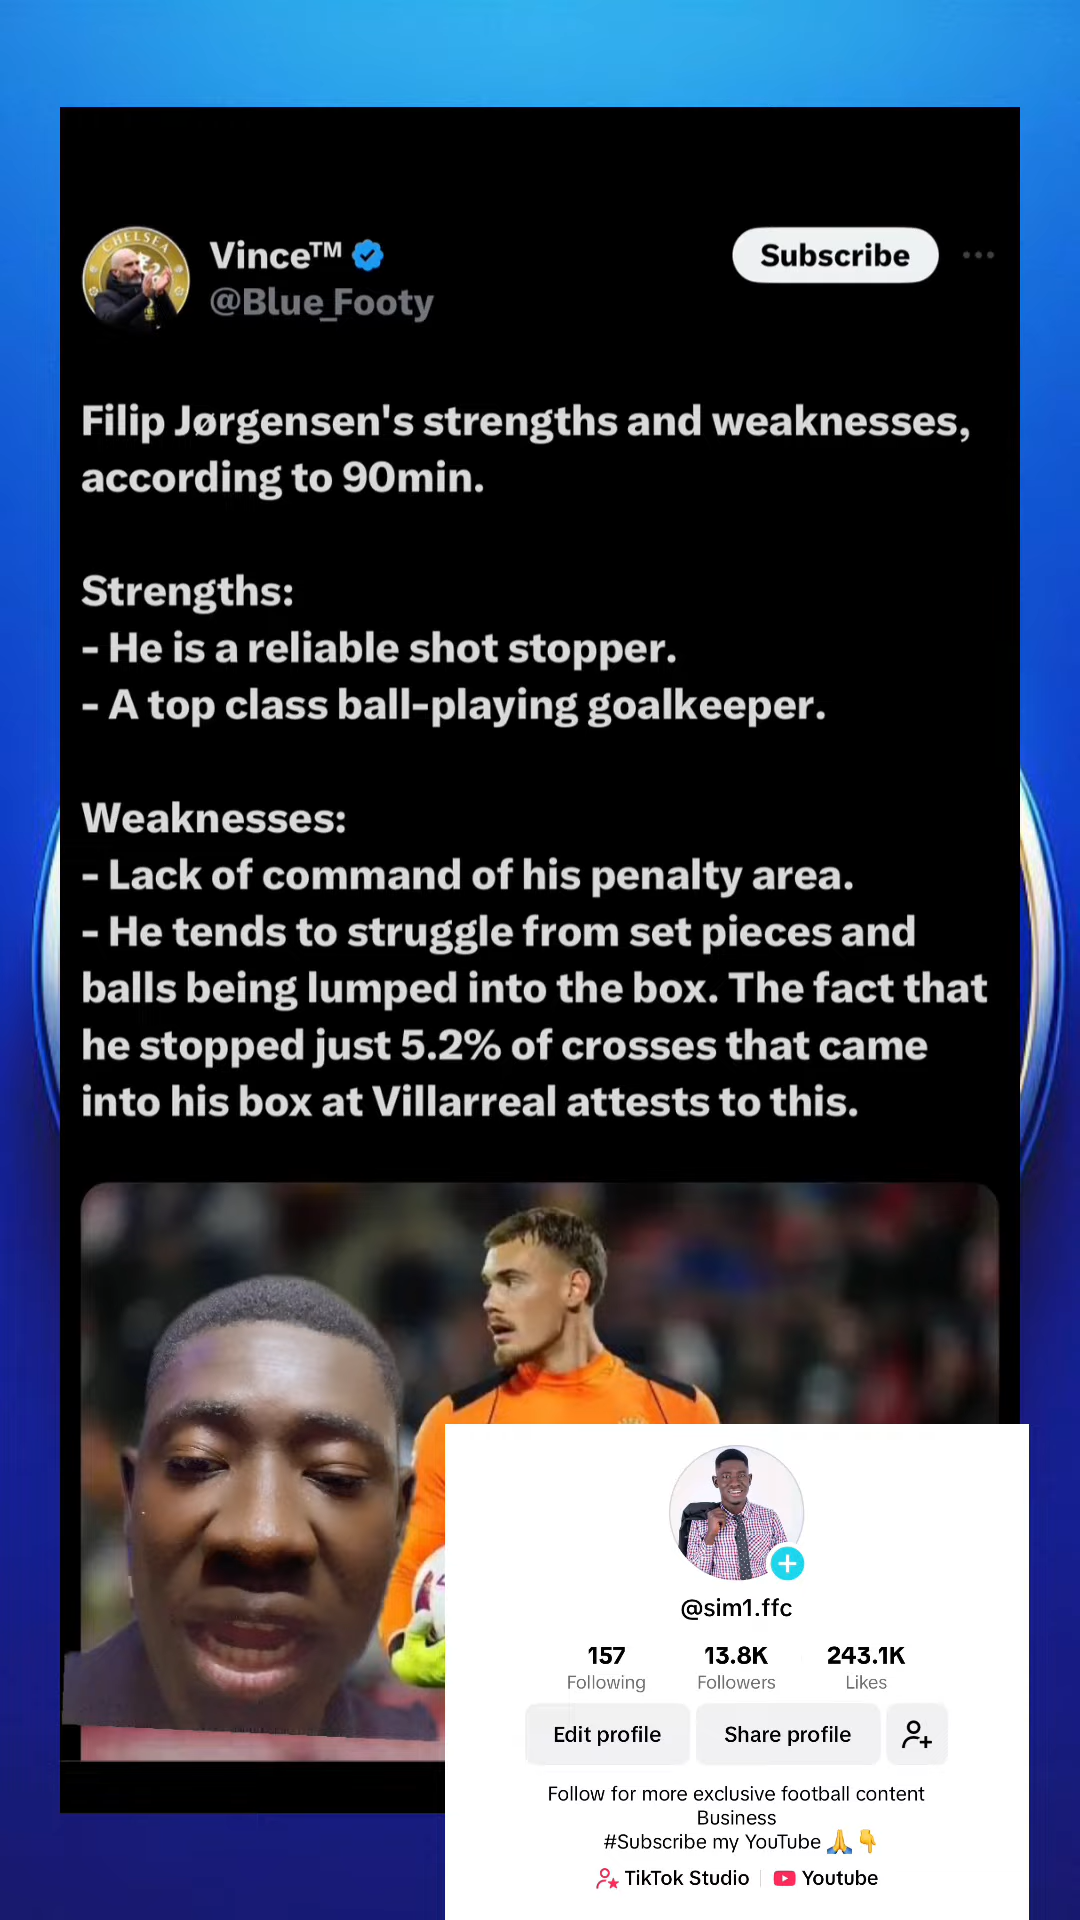 CHELSEA
Vince™
Subscribe
@Blue_Footy
Filip Jørgensen's strengths and weaknesses,
according to 90min.
Strengths:
- He is a reliable shot stopper.
- A top class ball-playing goalkeeper.
Weaknesses:
- Lack of command of his penalty area.
- He tends to struggle from set pieces and
balls being lumped into the box. The fact that
he stopped just 5.2% of crosses that came
into his box at Villarreal attests to this.
@sim1.ffc
157 13.8K 243.1K
Following Followers Likes
Edit profile Share profile
Follow for more exclusive football content
Business
#Subscribe my YouTube 🙏👇
TikTok Studio Youtube